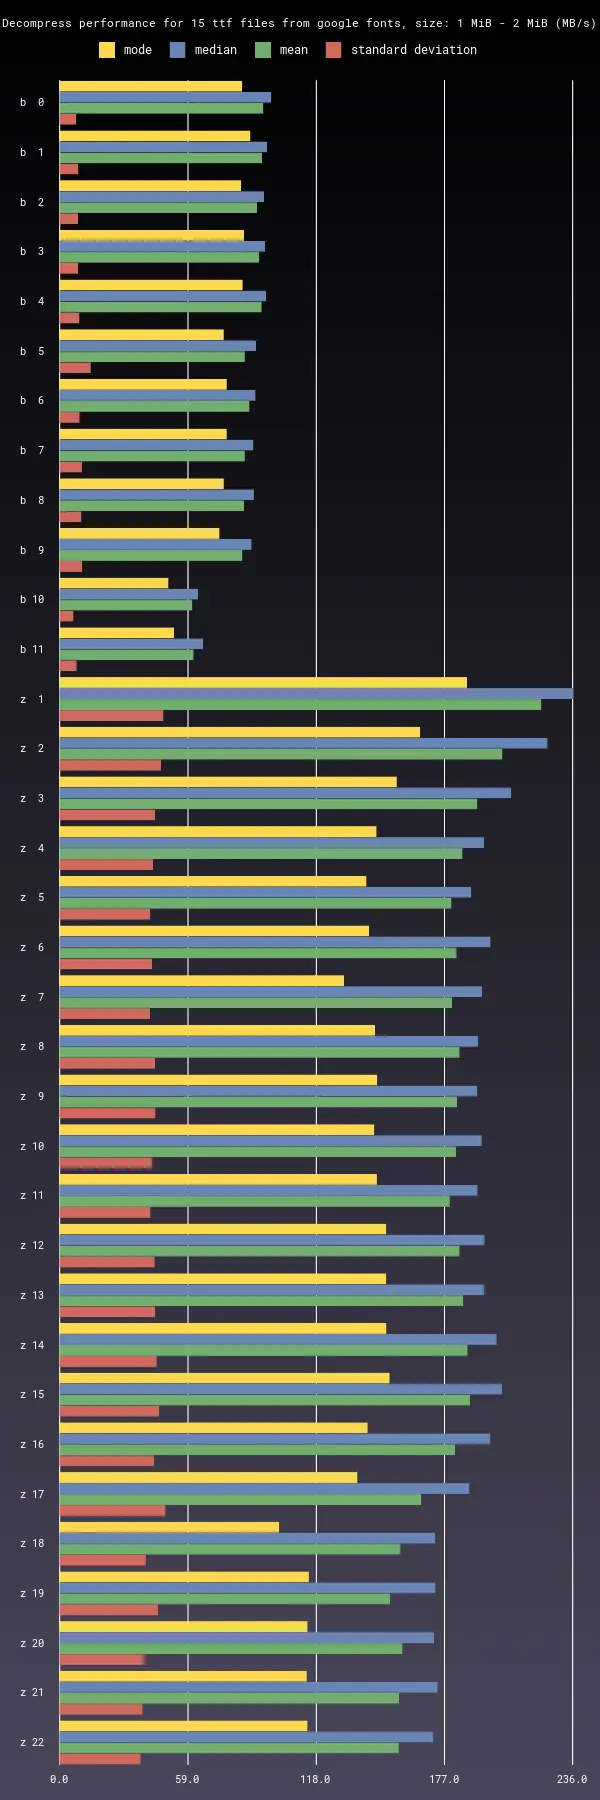 Decompress performance for 15 ttf files from google fonts, size: 1 MiB - 2 MiB (MB/s)
mode median mean standard deviation
b 0
b 1
b 2
b 3
b 4
b 5
b 6
b 7
b 8
b 9
b 10
b 11
z 1
z 2
z 3
z 4
z 5
z 6
z 7
z 8
z 9
z 10
z 11
z 12
z 13
z 14
z 15
z 16
z 17
z 18
z 19
z 20
z 21
z 22
0.0 59.0 118.0 177.0 236.0